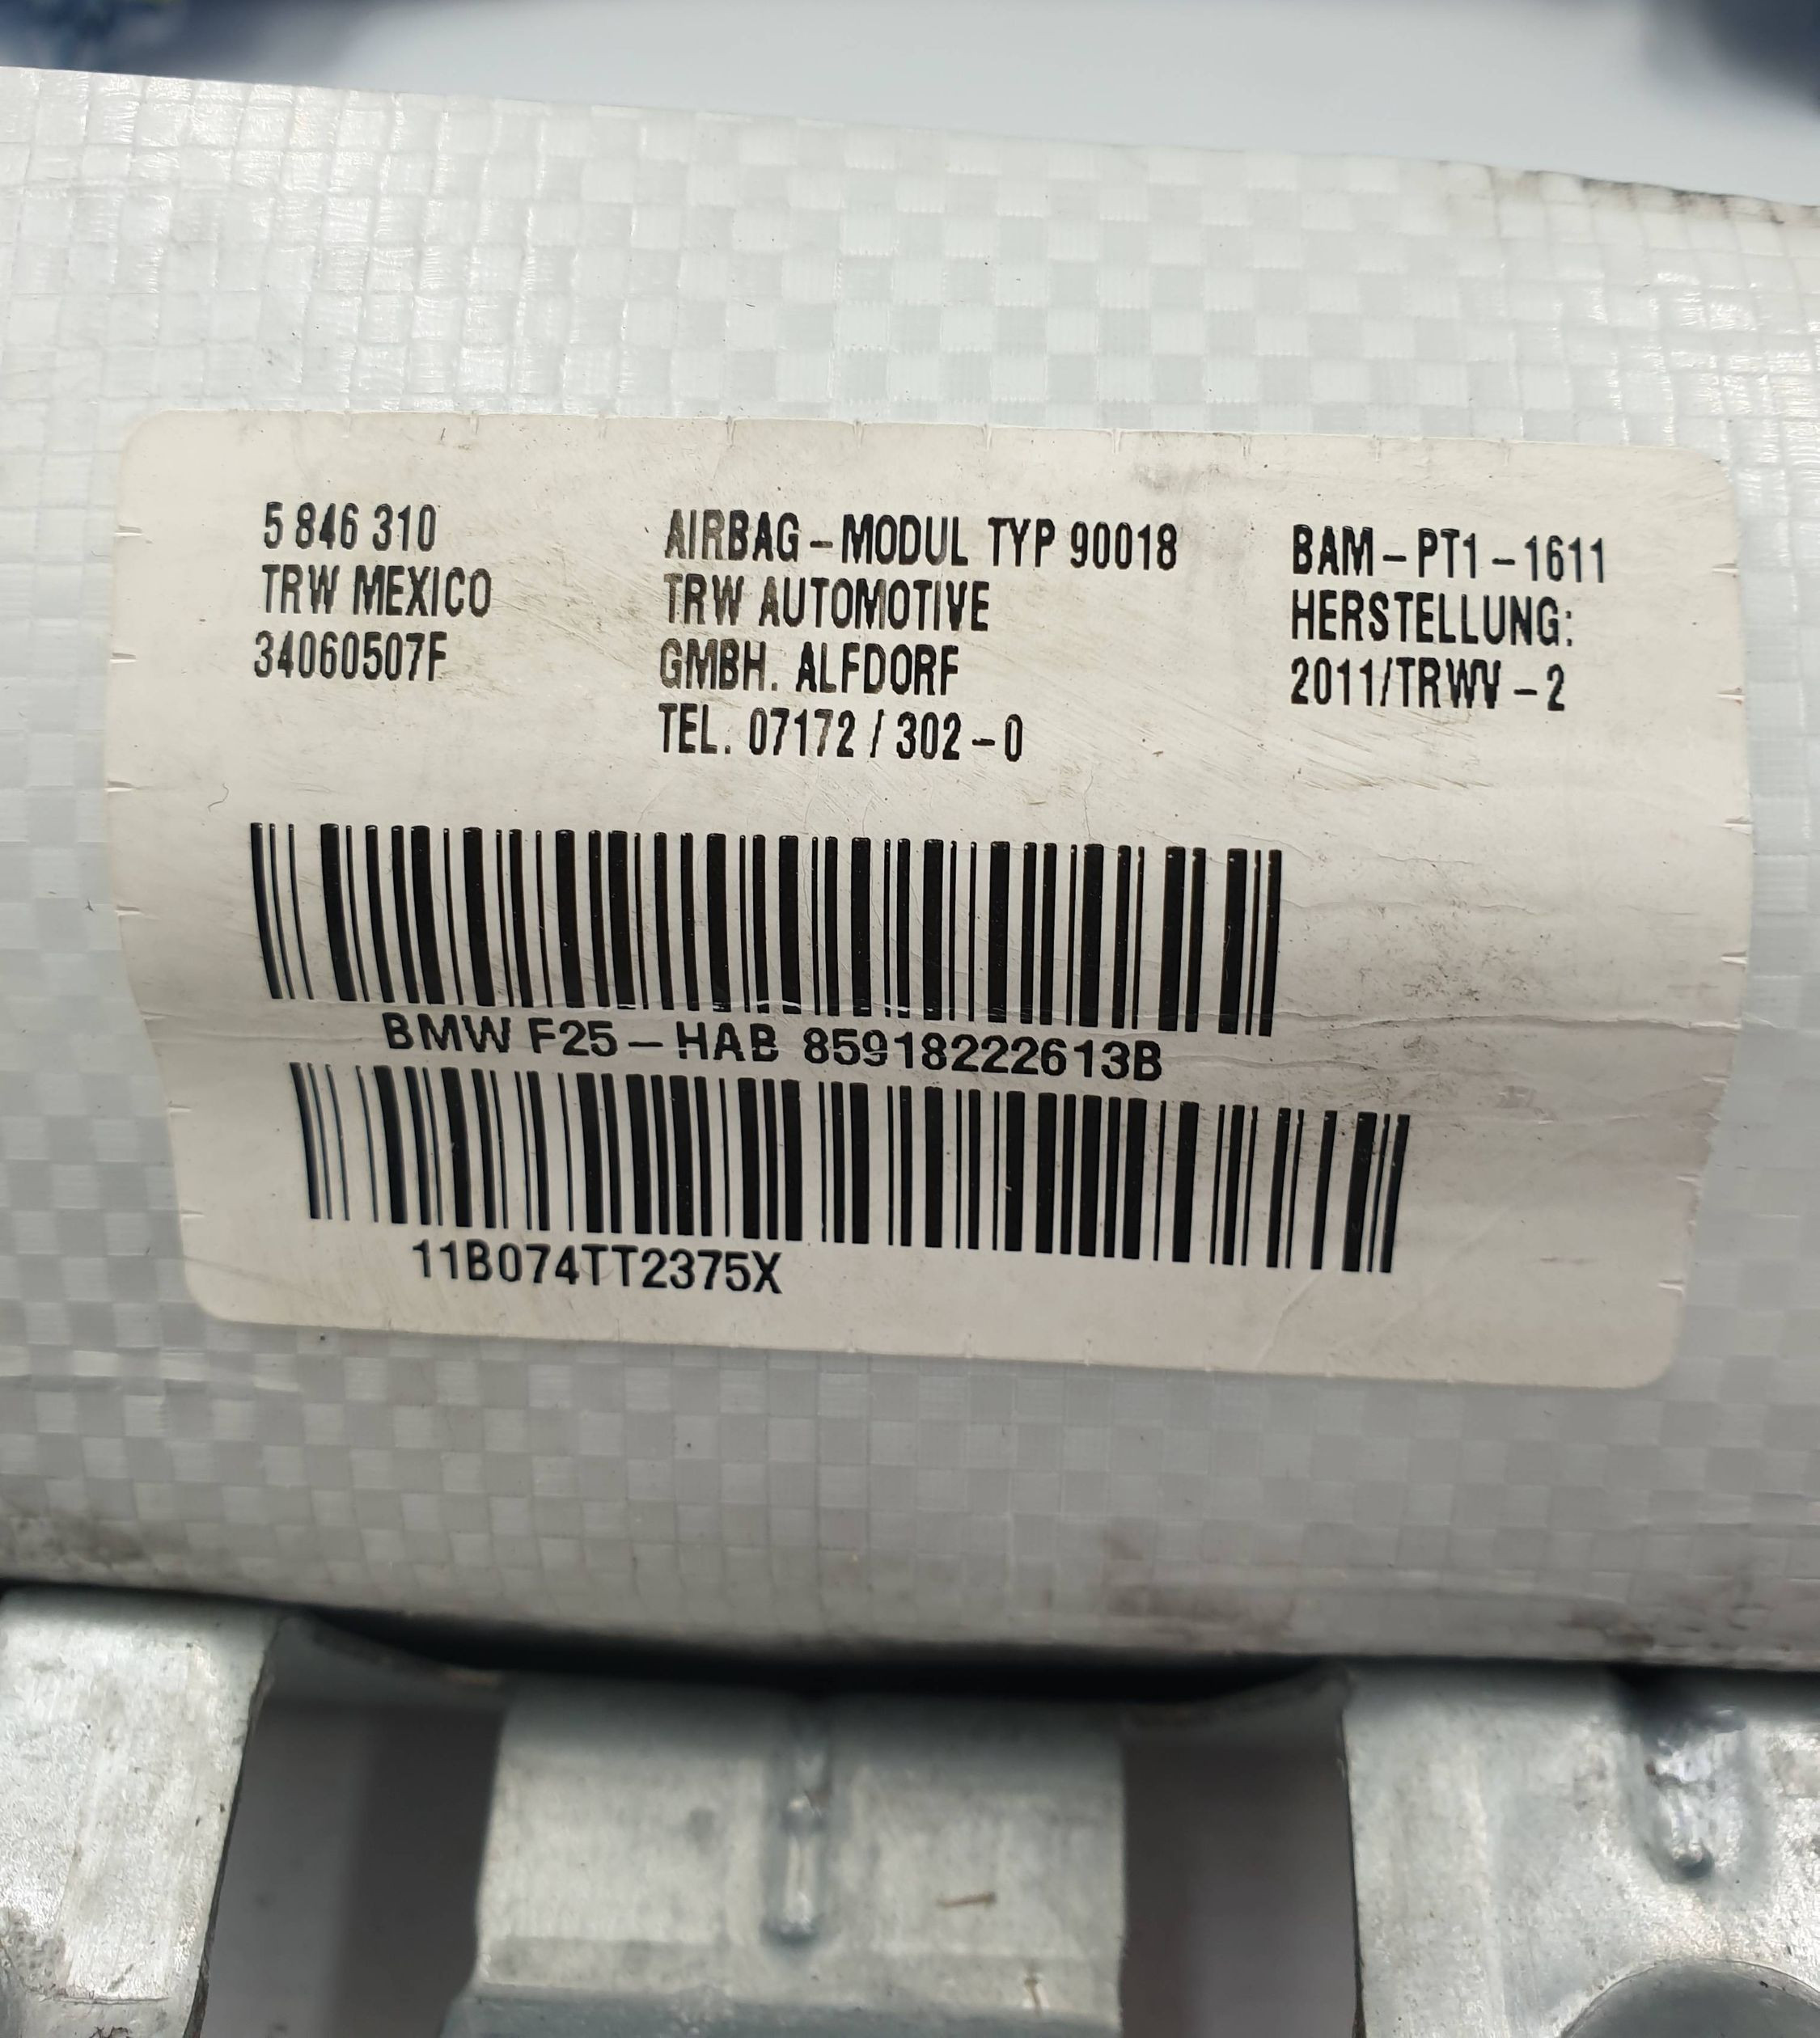 5 846 310
TRW MEXICO
34060507F
AIRBAG - MODUL TYP 90018
TRW AUTOMOTIVE
GMBH. ALFDORF
TEL. 07172 / 302 - 0
BAM - PT1 - 1611
HERSTELLUNG:
2011/TRWV - 2
BMW F25 - HAB 85918222613B
11B074TT2375X